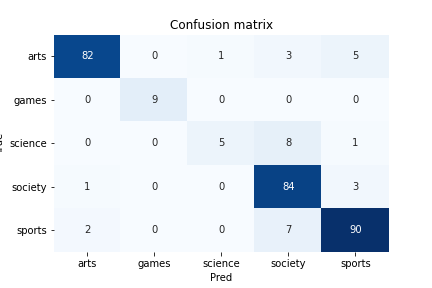 Confusion matrix
arts 82 0 1 3 5
games 0 9 0 0 0
science 0 0 5 8 1
society 1 0 0 84 3
sports 2 0 0 7 90
arts games science society sports
Pred